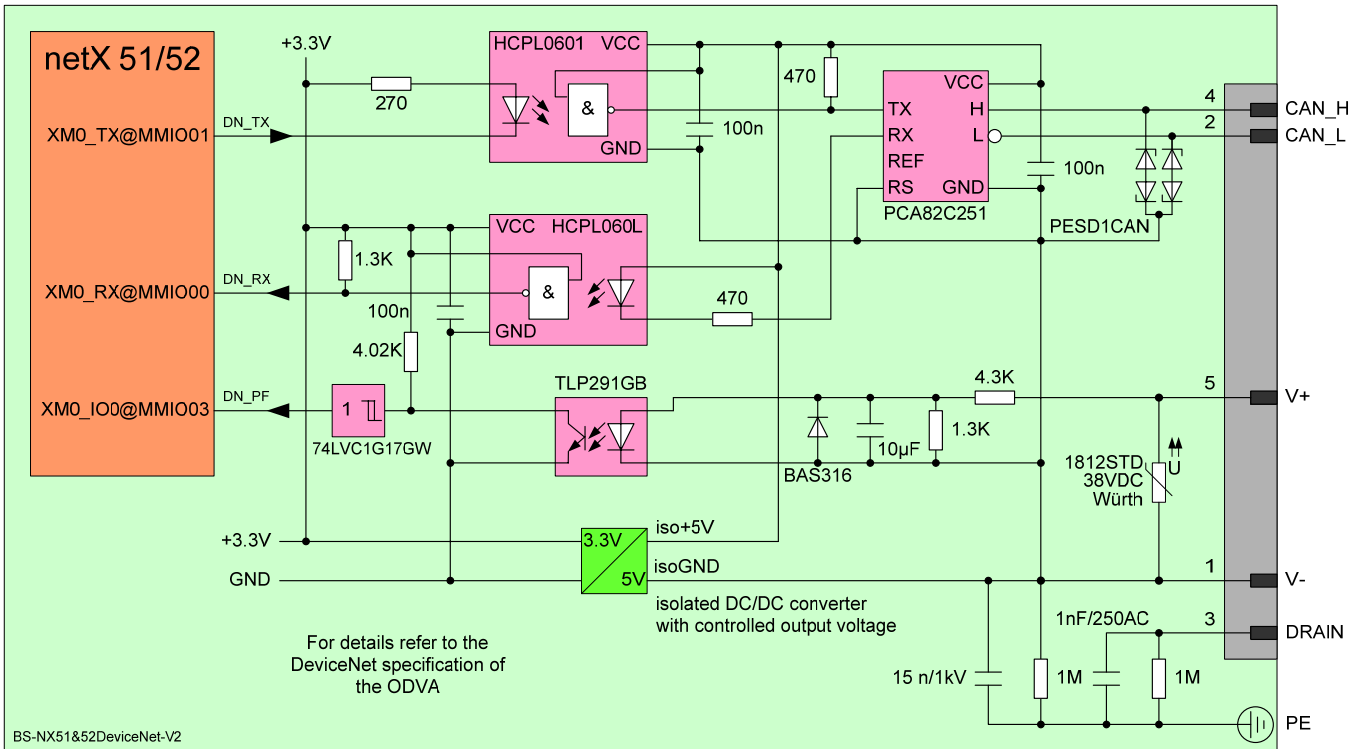 netX 51/52
XM0_TX@MMIO01
XM0_RX@MMIO00
XM0_IO0@MMIO03
DN_TX
DN_RX
DN_PF
+3.3V
270
HCPL0601
VCC
&
GND
100n
470
VCC
TX
H
RX
L
REF
RS
GND
PCA82C251
100n
PESD1CAN
4
CAN_H
2
CAN_L
1.3K
100n
4.02K
VCC
HCPL060L
&
GND
470
1
74LVC1G17GW
TLP291GB
BAS316
10µF
1.3K
4.3K
5
V+
1812STD
38VDC
Würth
U
+3.3V
GND
3.3V
5V
iso+5V
isoGND
isolated DC/DC converter
with controlled output voltage
1
V-
1nF/250AC
3
DRAIN
15 n/1kV
1M
1M
PE
For details refer to the
DeviceNet specification of
the ODVA
BS-NX51&52DeviceNet-V2